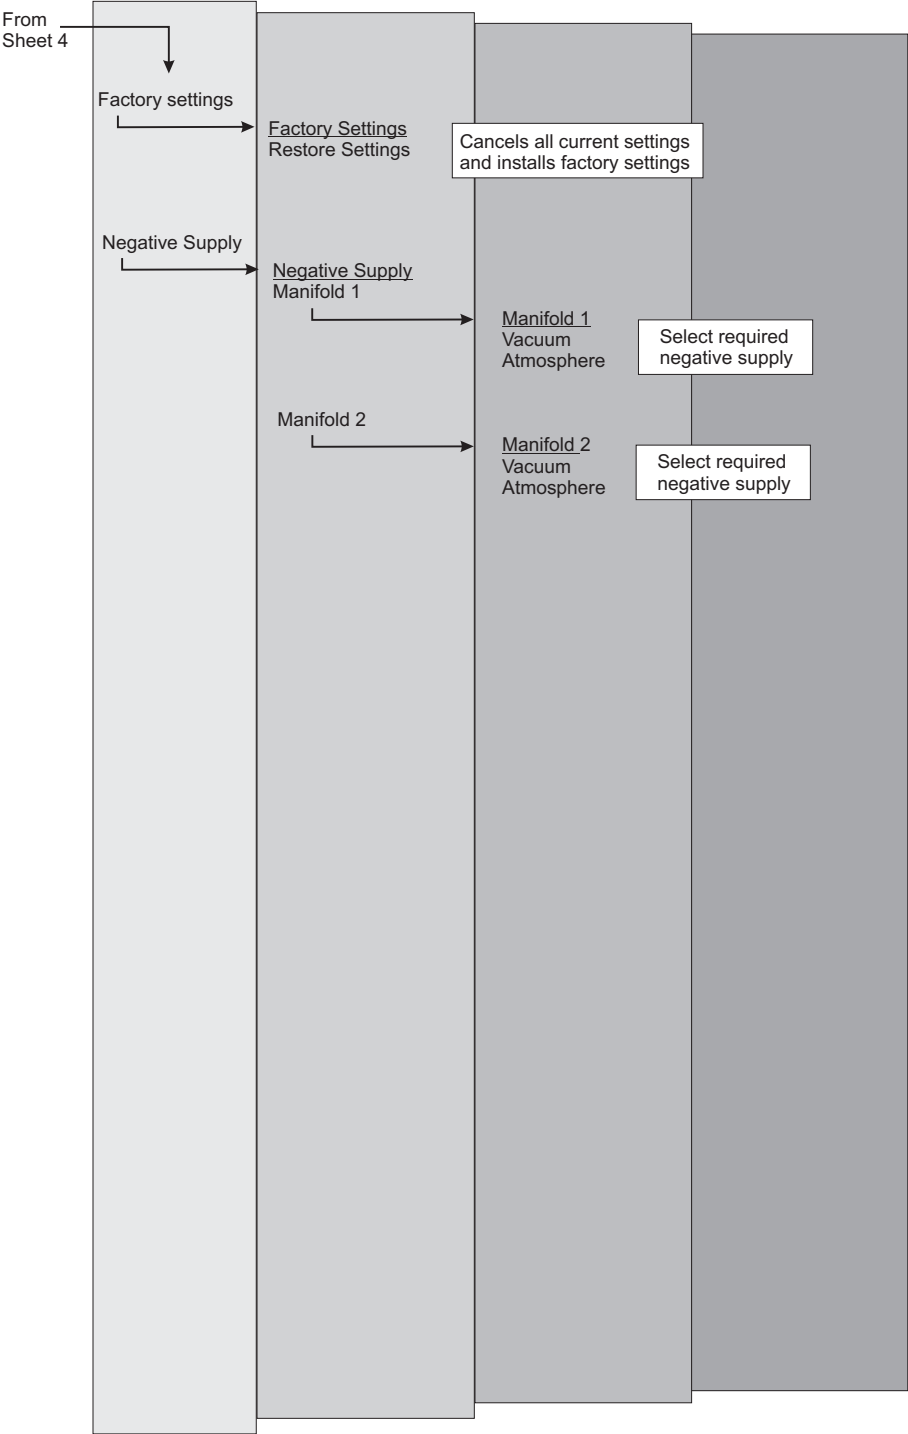 From
Sheet 4
Factory settings
Factory Settings
Restore Settings
Cancels all current settings
and installs factory settings
Negative Supply
Negative Supply
Manifold 1
Manifold 1
Vacuum
Atmosphere
Select required
negative supply
Manifold 2
Manifold 2
Vacuum
Atmosphere
Select required
negative supply